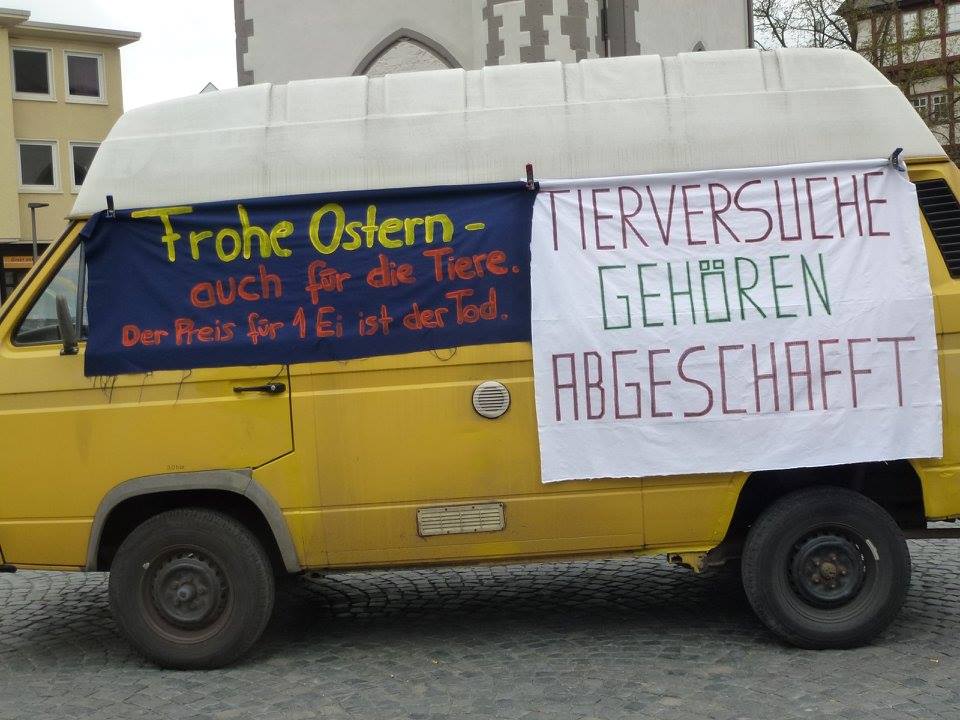 Frohe Ostern -
auch für die Tiere.
Der Preis für 1 Ei ist der Tod.
TIERVERSUCHE
GEHÖREN
ABGESCHAFFT